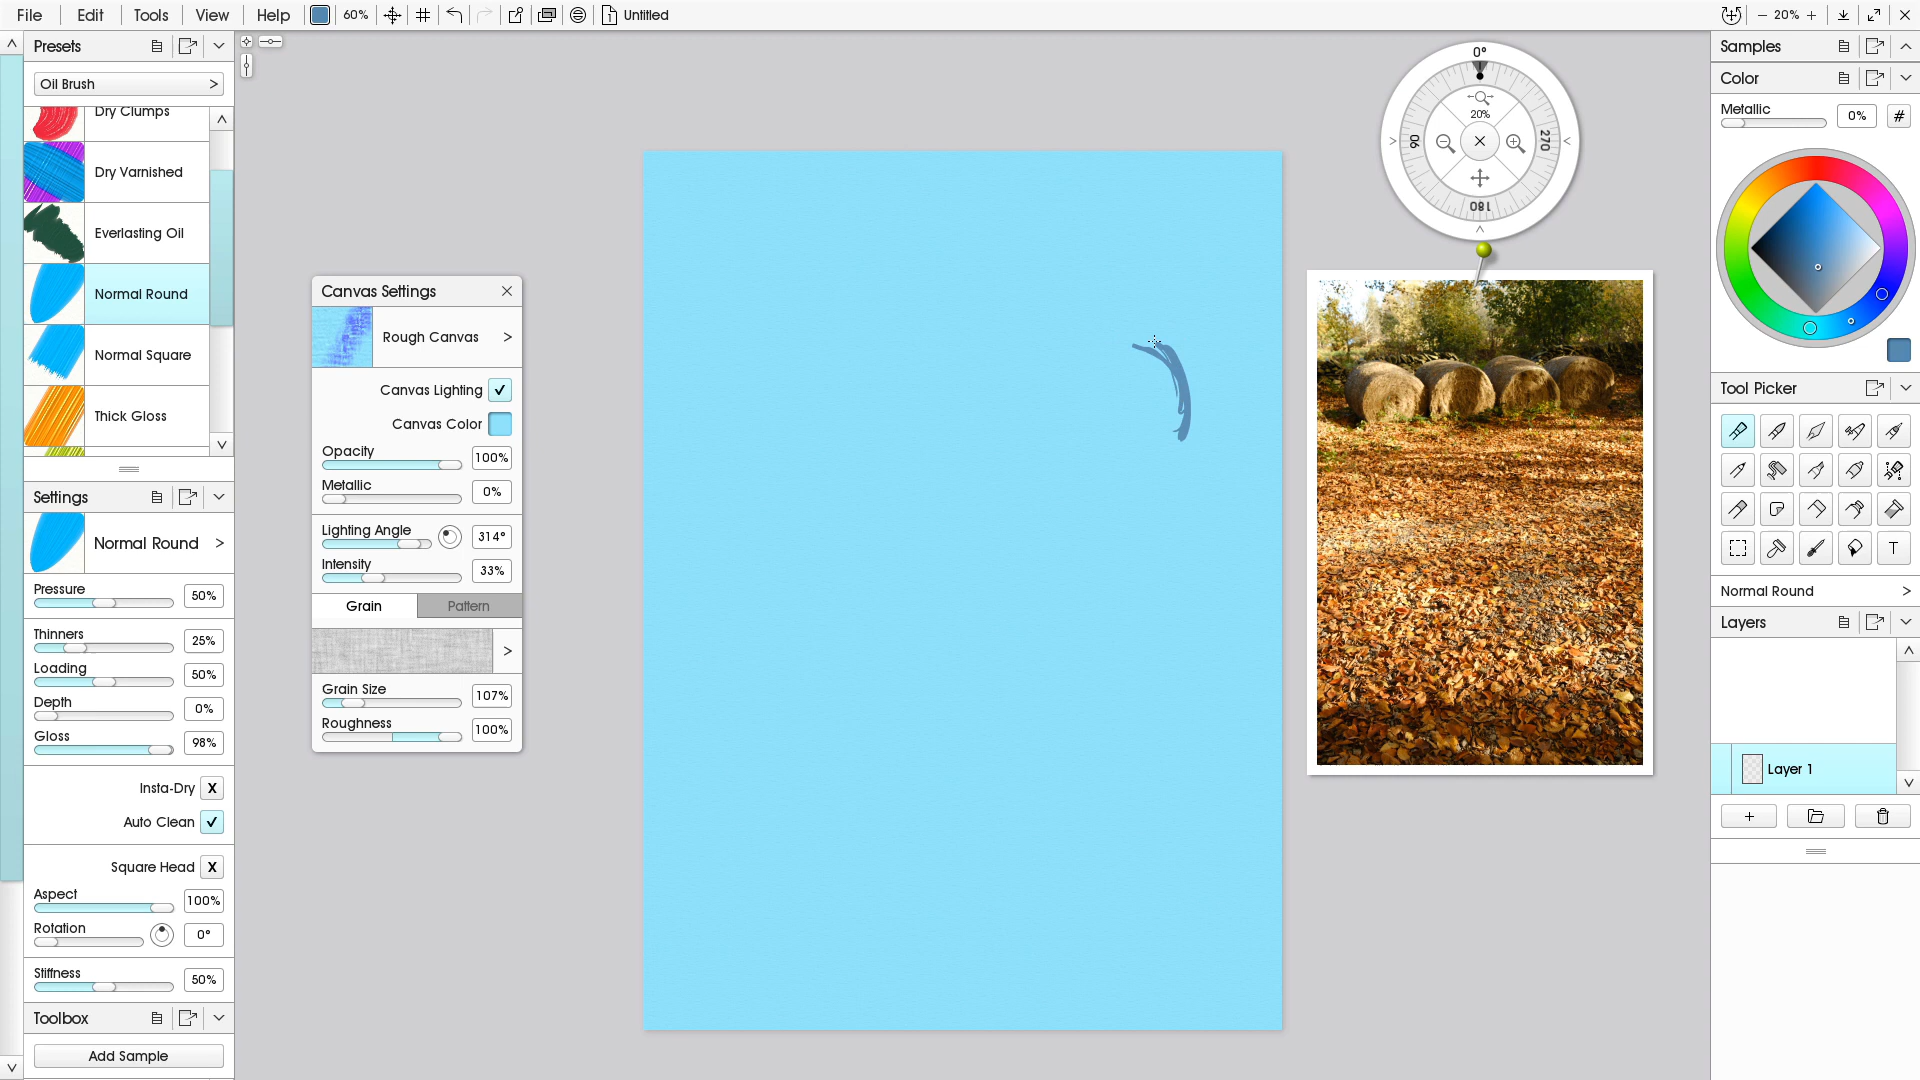 File Edit Tools View Help 60% Untitled 20%
Presets
Oil Brush >
Dry Clumps
Dry Varnished
Everlasting Oil
Normal Round
Normal Square
Thick Gloss
Settings
Normal Round >
Pressure 50%
Thinners 25%
Loading 50%
Depth 0%
Gloss 98%
Insta-Dry X
Auto Clean
Square Head X
Aspect 100%
Rotation 0°
Stiffness 50%
Toolbox
Add Sample
Canvas Settings
Rough Canvas >
Canvas Lighting
Canvas Color
Opacity 100%
Metallic 0%
Lighting Angle 314°
Intensity 33%
Grain Pattern
>
Grain Size 107%
Roughness 100%
0°
20%
90
270
180
Samples
Color
Metallic 0% #
Tool Picker
T
Normal Round >
Layers
Layer 1
+